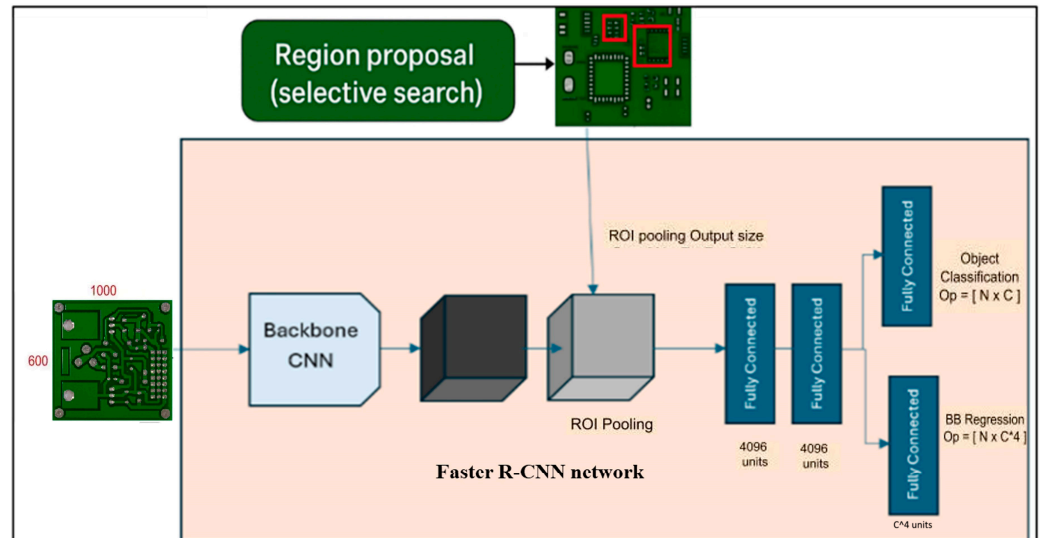 Region proposal
(selective search)
ROI pooling Output size
1000
600
Backbone
CNN
ROI Pooling
Fully Connected
4096
units
Fully Connected
4096
units
Fully Connected
Object
Classification
Op = [ N x C ]
Fully Connected
BB Regression
Op = [ N x C^4 ]
C^4 units
Faster R-CNN network